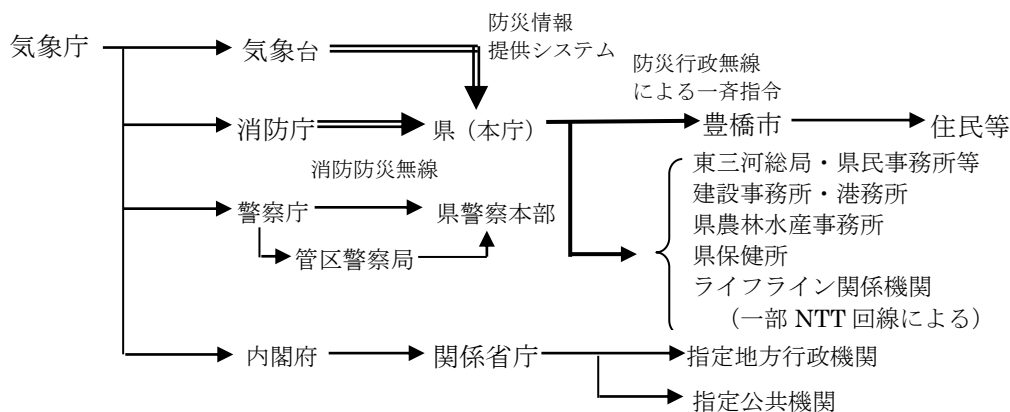 防災情報
提供システム
気象庁
気象台
防災行政無線
による一斉指令
消防庁
県（本庁）
豊橋市
住民等
消防防災無線
東三河総局・県民事務所等
建設事務所・港務所
警察庁
県警察本部
県農林水産事務所
管区警察局
県保健所
ライフライン関係機関
（一部 NTT 回線による）
内閣府
関係省庁
指定地方行政機関
指定公共機関